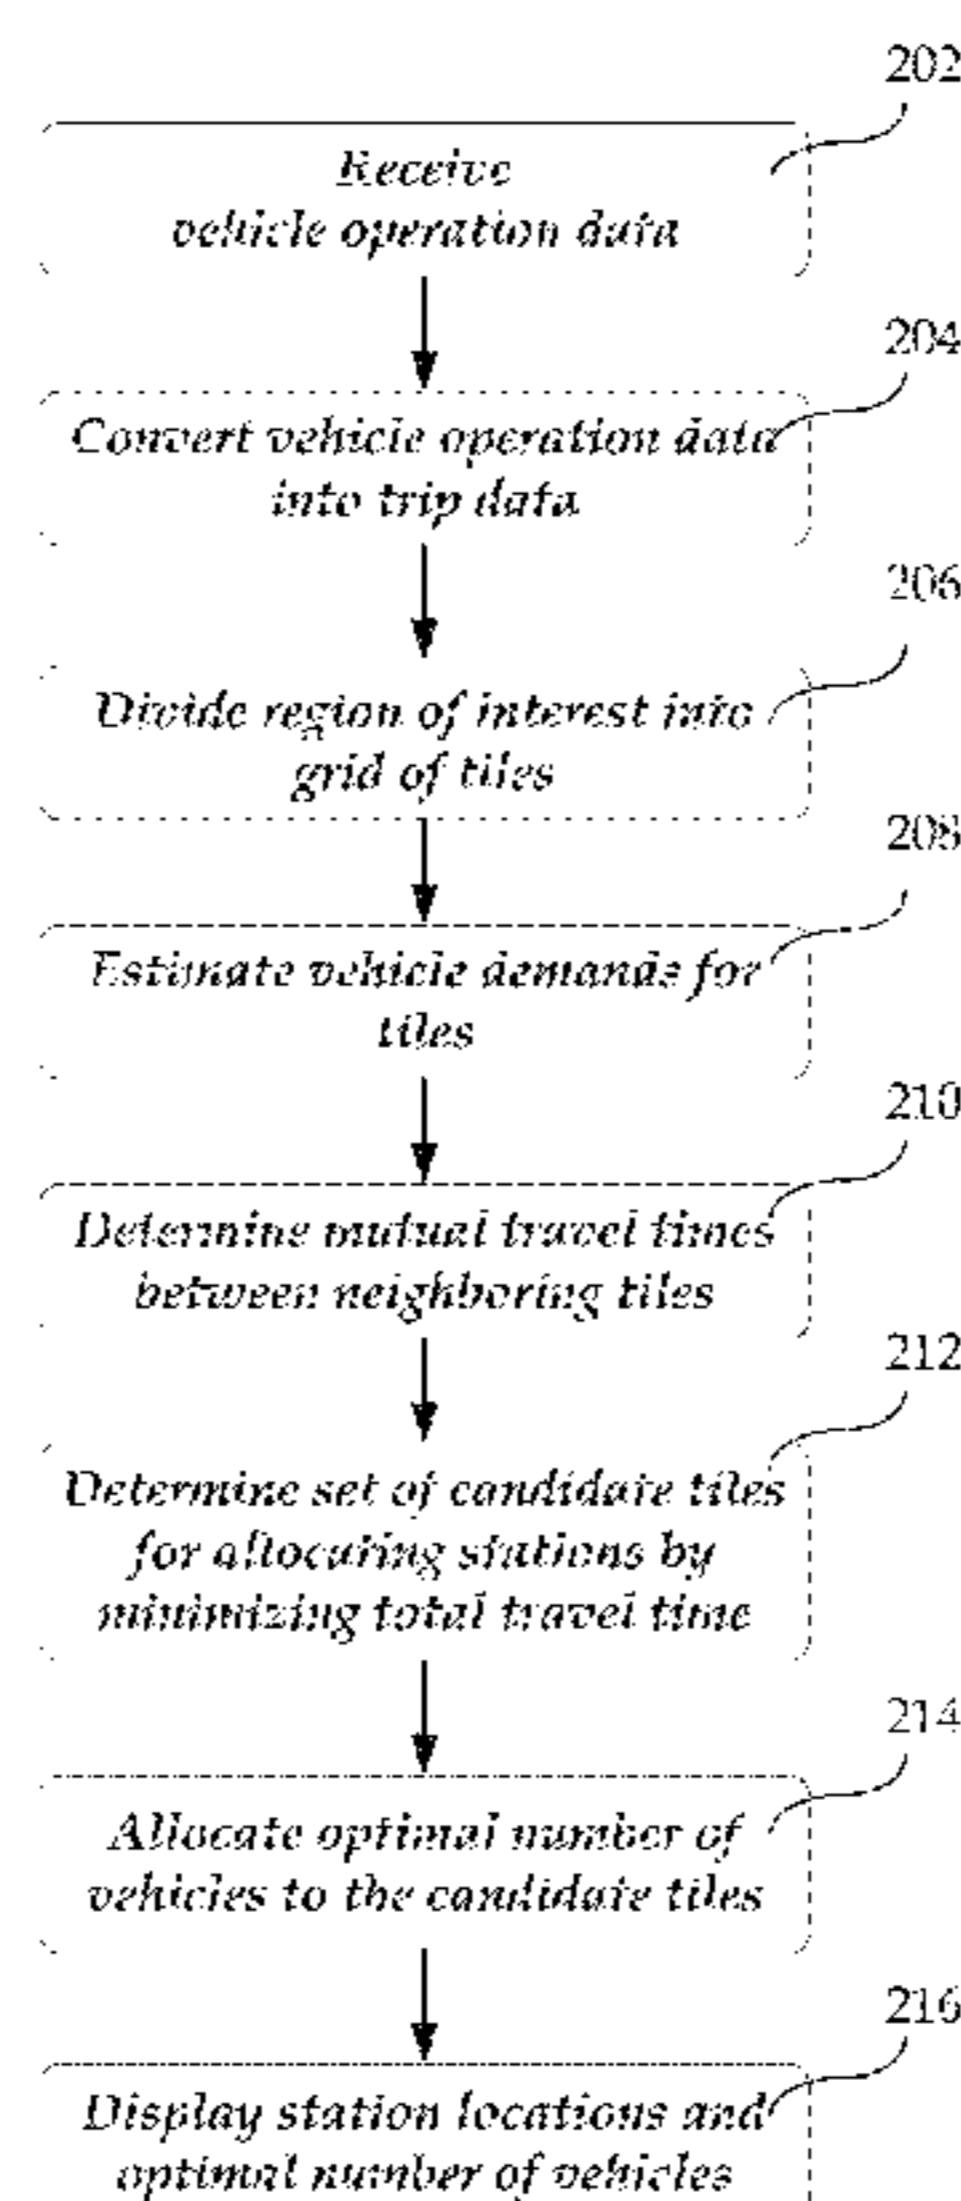 202
Receive
vehicle operation data
204
Convert vehicle operation data
into trip data
206
Divide region of interest into
grid of tiles
208
Estimate vehicle demands for
tiles
210
Determine mutual travel times
between neighboring tiles
212
Determine set of candidate tiles
for allocating stations by
minimizing total travel time
214
Allocate optimal number of
vehicles to the candidate tiles
216
Display station locations and
optimal number of vehicles